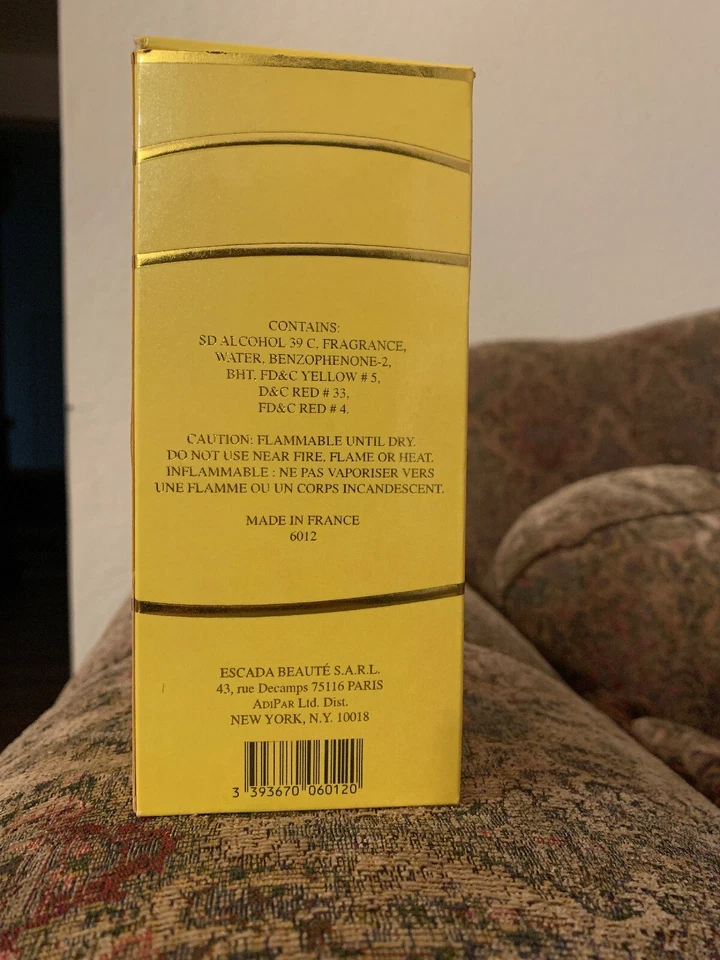 CONTAINS:
SD ALCOHOL 39 C, FRAGRANCE,
WATER, BENZOPHENONE-2,
BHT, FD&C YELLOW # 5,
D&C RED # 33,
FD&C RED # 4.
CAUTION: FLAMMABLE UNTIL DRY.
DO NOT USE NEAR FIRE, FLAME OR HEAT.
INFLAMMABLE : NE PAS VAPORISER VERS
UNE FLAMME OU UN CORPS INCANDESCENT.
MADE IN FRANCE
6012
ESCADA BEAUTÉ S.A.R.L.
43, rue Decamps 75116 PARIS
ADIPAR Ltd. Dist.
NEW YORK, N.Y. 10018
3 393670 060120